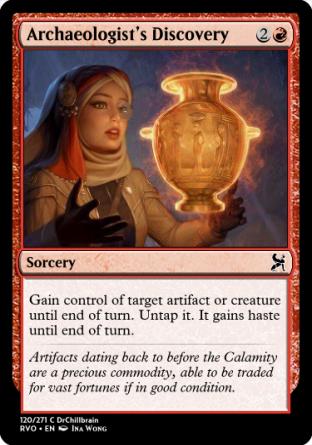 Archaeologist's Discovery 2
Sorcery
Gain control of target artifact or creature
until end of turn. Untap it. It gains haste
until end of turn.
Artifacts dating back to before the Calamity
are a precious commodity, able to be traded
for vast fortunes if in good condition.
120/271 C DrChillbrain
RVO • EN Ina Wong